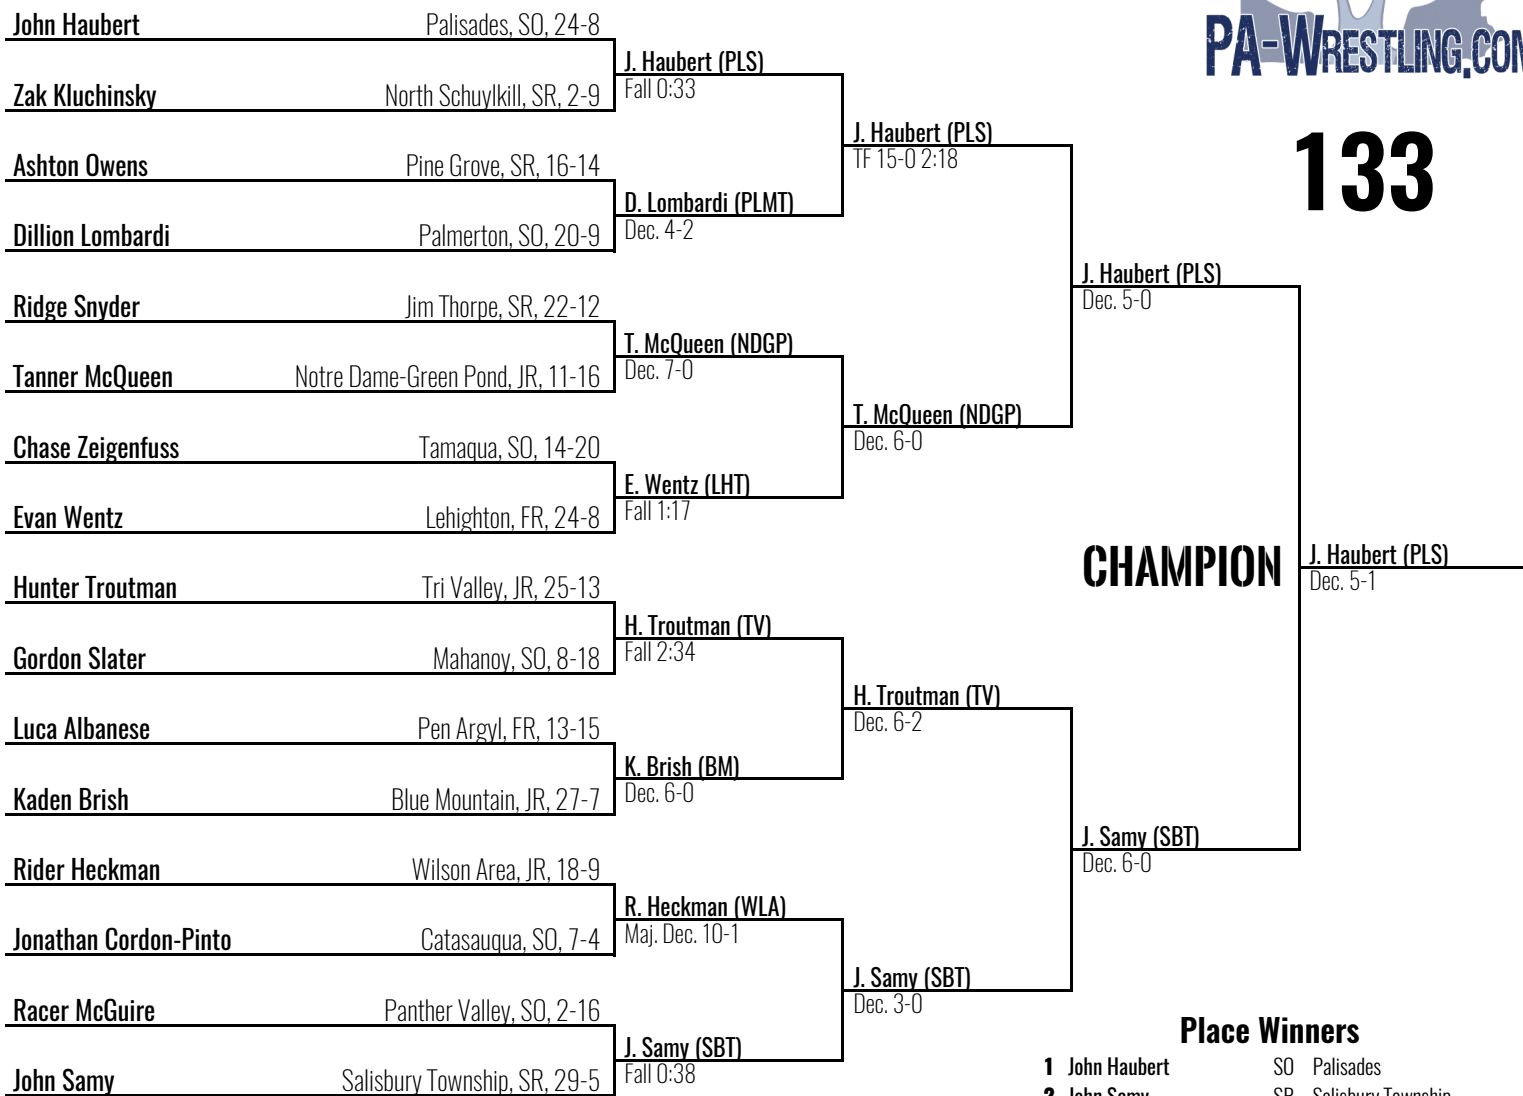 John Haubert Palisades, SO, 24-8
Zak Kluchinsky North Schuylkill, SR, 2-9
Ashton Owens Pine Grove, SR, 16-14
Dillion Lombardi Palmerton, SO, 20-9
Ridge Snyder Jim Thorpe, SR, 22-12
Tanner McQueen Notre Dame-Green Pond, JR, 11-16
Chase Zeigenfuss Tamaqua, SO, 14-20
Evan Wentz Lehighton, FR, 24-8
Hunter Troutman Tri Valley, JR, 25-13
Gordon Slater Mahanoy, SO, 8-18
Luca Albanese Pen Argyl, FR, 13-15
Kaden Brish Blue Mountain, JR, 27-7
Rider Heckman Wilson Area, JR, 18-9
Jonathan Cordon-Pinto Catasauqua, SO, 7-4
Racer McGuire Panther Valley, SO, 2-16
John Samy Salisbury Township, SR, 29-5
J. Haubert (PLS)
Fall 0:33
D. Lombardi (PLMT)
Dec. 4-2
T. McQueen (NDGP)
Dec. 7-0
E. Wentz (LHT)
Fall 1:17
H. Troutman (TV)
Fall 2:34
K. Brish (BM)
Dec. 6-0
R. Heckman (WLA)
Maj. Dec. 10-1
J. Samy (SBT)
Fall 0:38
J. Haubert (PLS)
TF 15-0 2:18
T. McQueen (NDGP)
Dec. 6-0
H. Troutman (TV)
Dec. 6-2
J. Samy (SBT)
Dec. 3-0
J. Haubert (PLS)
Dec. 5-0
J. Samy (SBT)
Dec. 6-0
CHAMPION
J. Haubert (PLS)
Dec. 5-1
PA-WRESTLING.COM
133
Place Winners
1 John Haubert SO Palisades
2 John Samy SR Salisbury Township